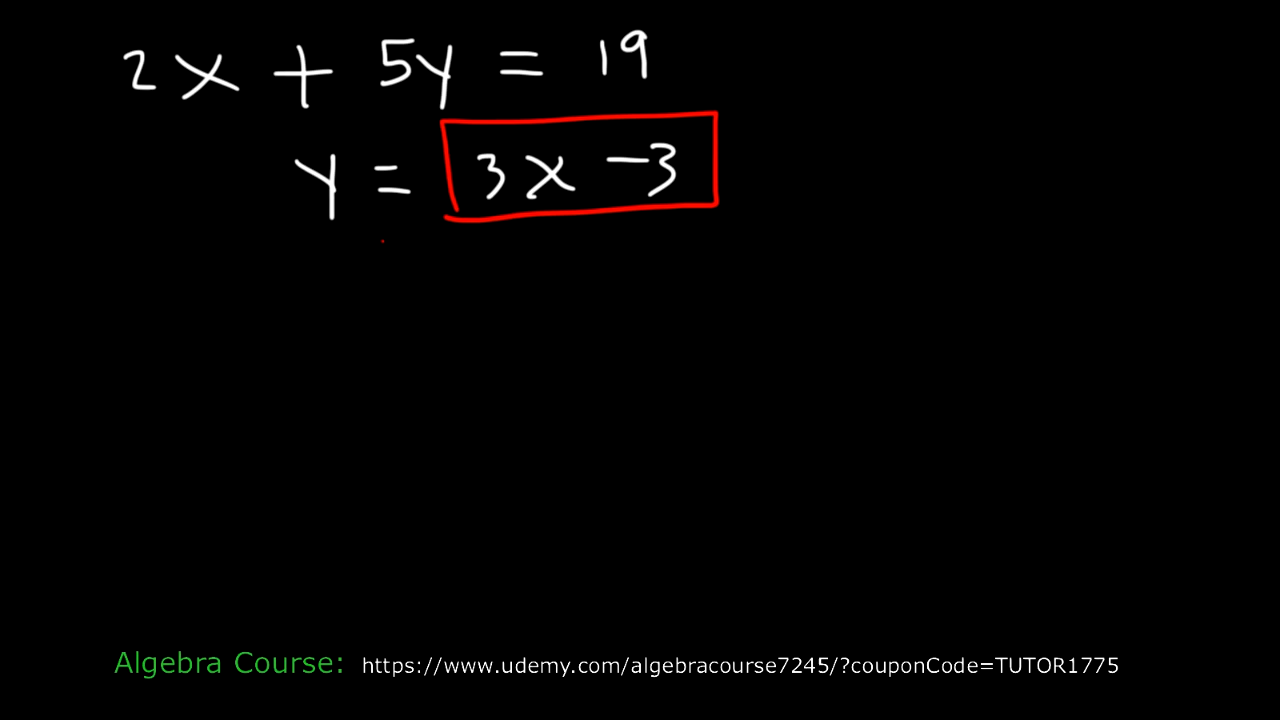 2x + 5y = 19
y = 3x - 3
Algebra Course: https://www.udemy.com/algebracourse7245/?couponCode=TUTOR1775